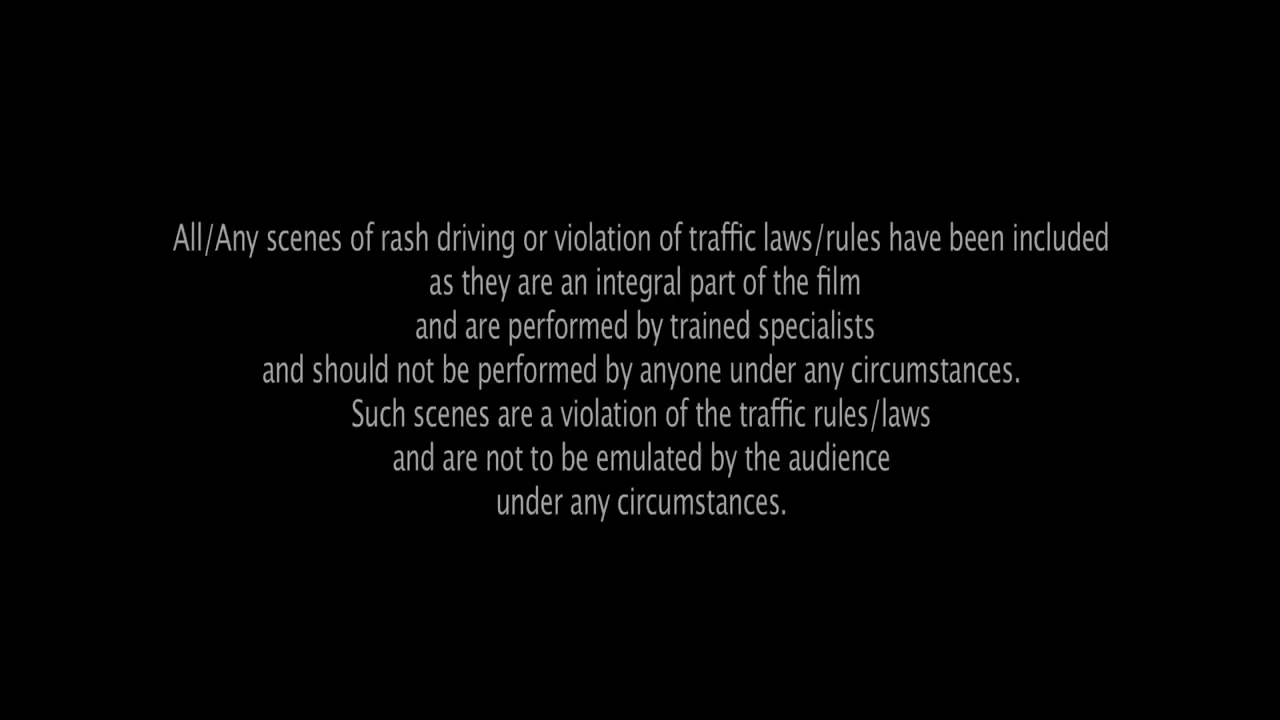 All/Any scenes of rash driving or violation of traffic laws/rules have been included
as they are an integral part of the film
and are performed by trained specialists
and should not be performed by anyone under any circumstances.
Such scenes are a violation of the traffic rules/laws
and are not to be emulated by the audience
under any circumstances.